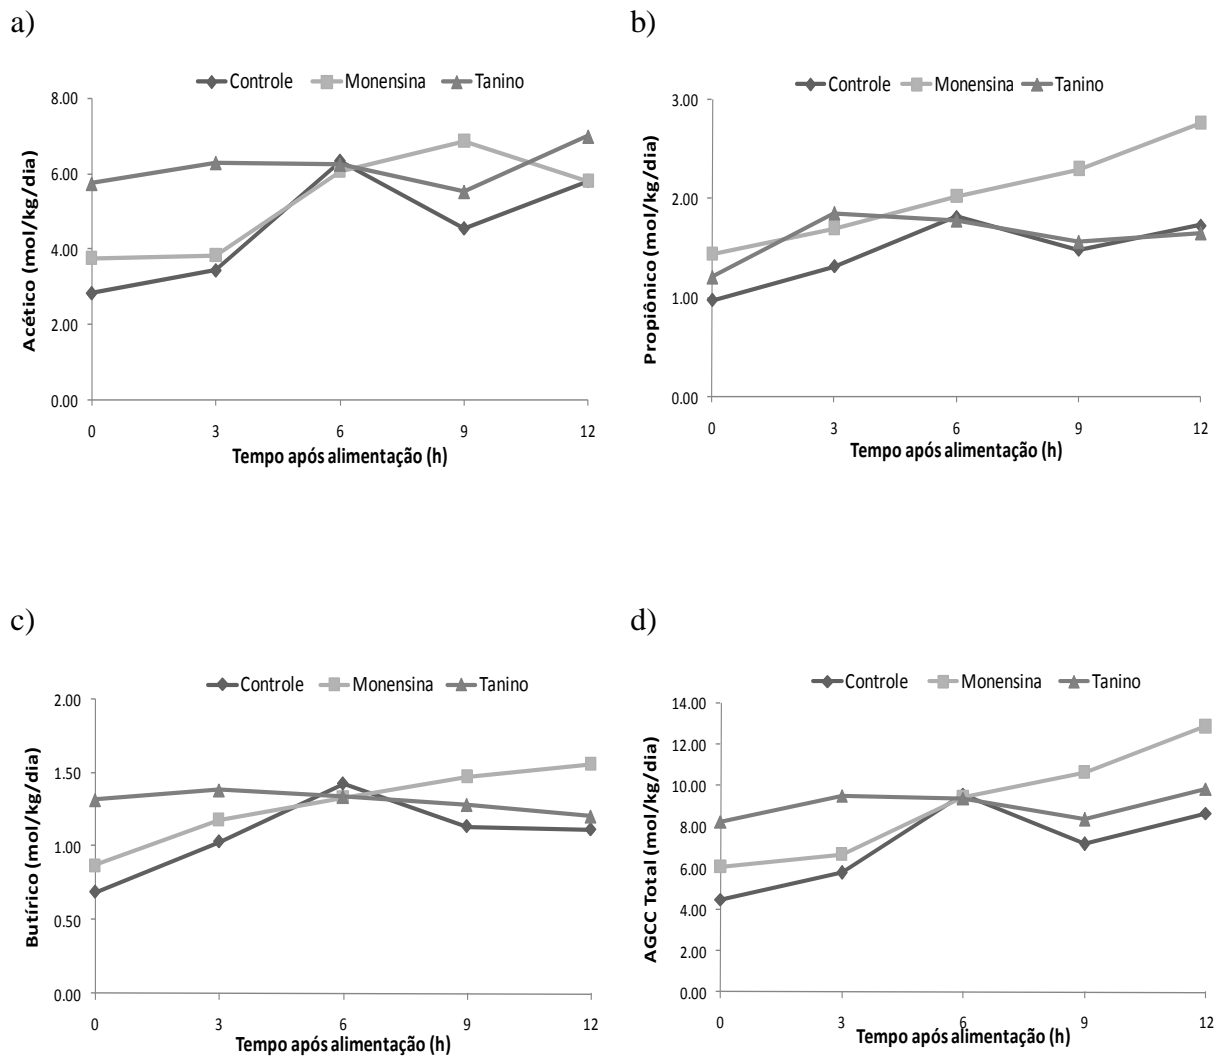 a)
Controle Monensina Tanino
Acético (mol/kg/dia)
8.00
6.00
4.00
2.00
0.00
0 3 6 9 12
Tempo após alimentação (h)
b)
Controle Monensina Tanino
Propiônico (mol/kg/dia)
3.00
2.00
1.00
0.00
0 3 6 9 12
Tempo após alimentação (h)
c)
Controle Monensina Tanino
Butírico (mol/kg/dia)
2.00
1.50
1.00
0.50
0.00
0 3 6 9 12
Tempo após alimentação (h)
d)
Controle Monensina Tanino
AGCC Total (mol/kg/dia)
14.00
12.00
10.00
8.00
6.00
4.00
2.00
0.00
0 3 6 9 12
Tempo após alimentação (h)